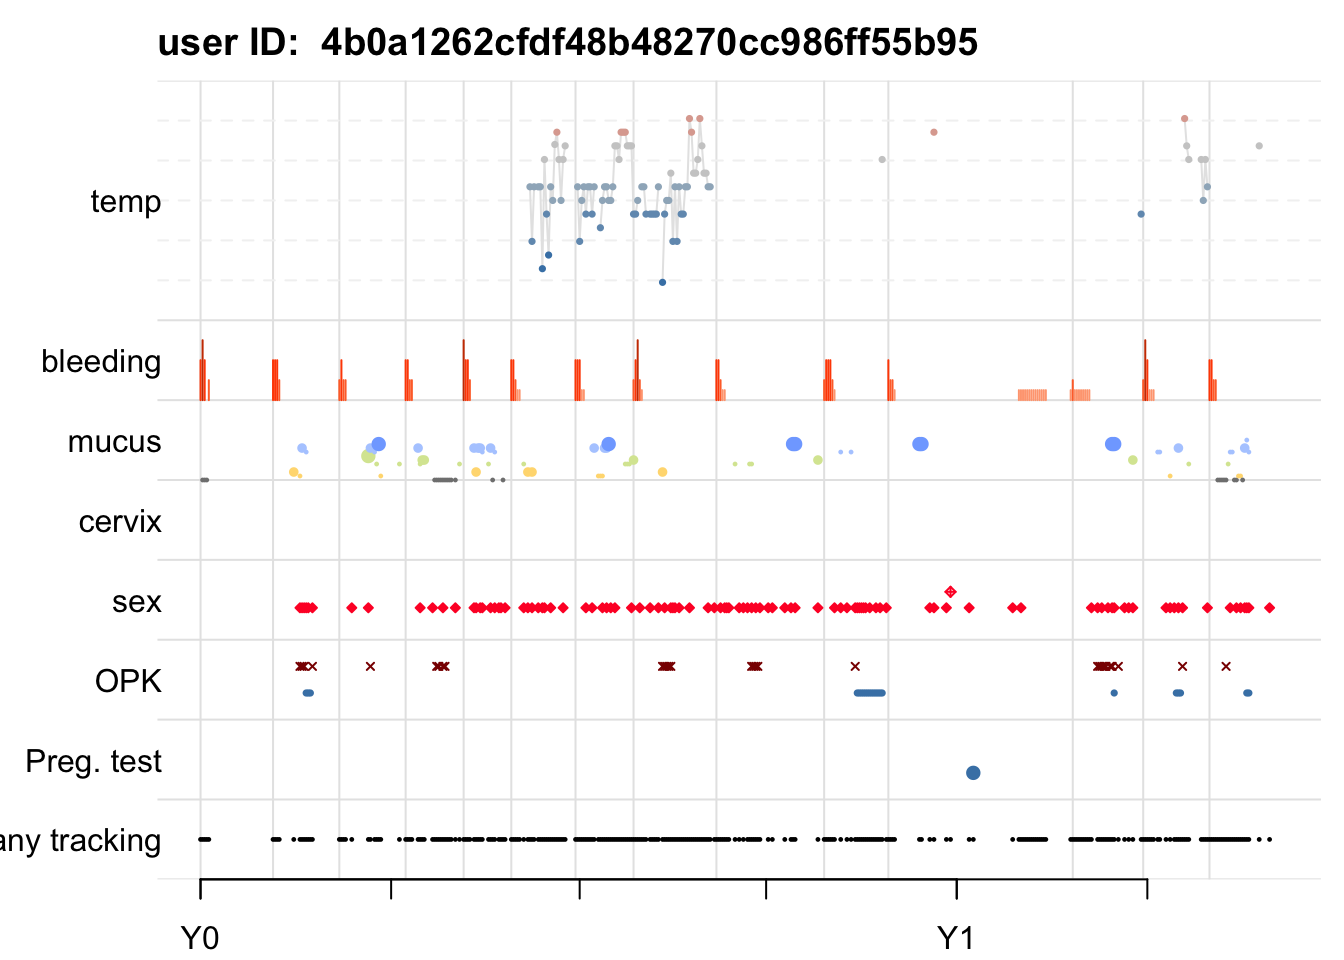 user ID:  4b0a1262cfdf48b48270cc986ff55b95
temp
bleeding
mucus
cervix
sex
OPK
Preg. test
any tracking
Y0
Y1